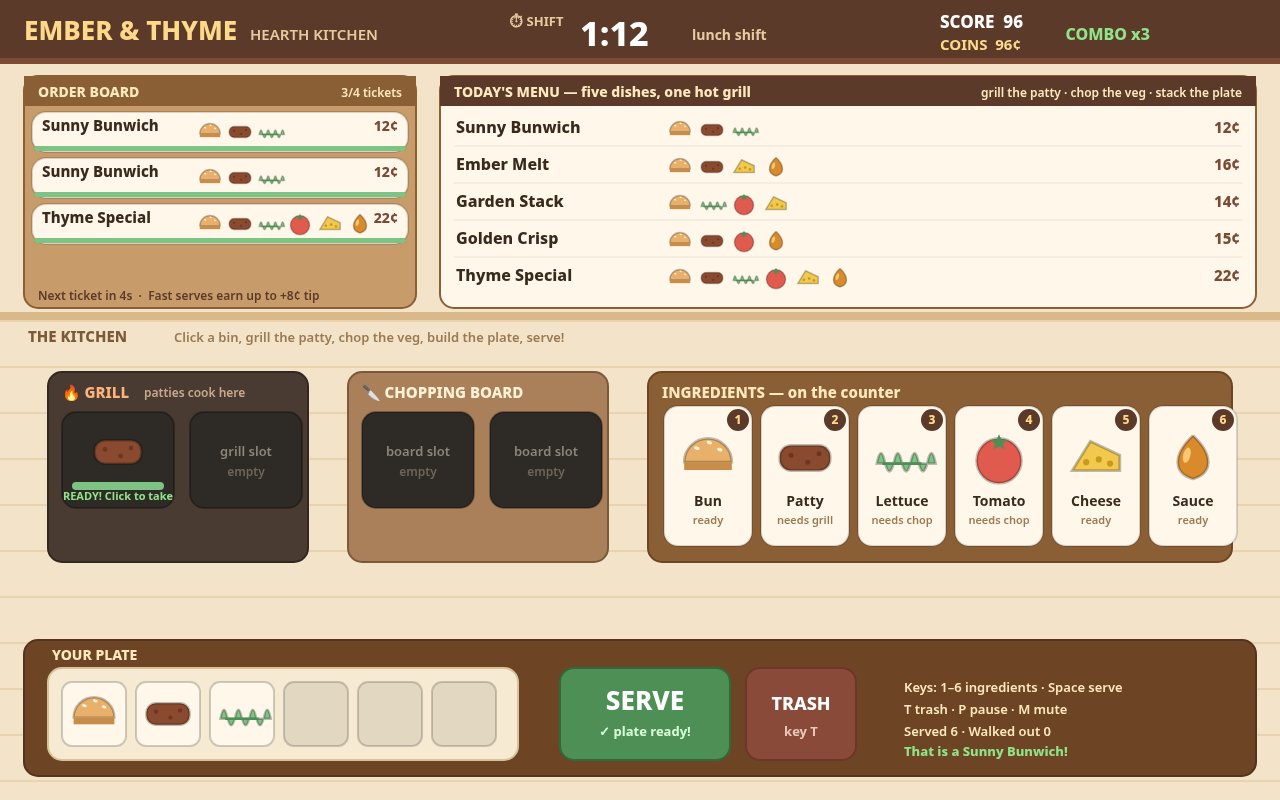 EMBER & THYME HEARTH KITCHEN
⏱ SHIFT 1:12 lunch shift
SCORE 96
COINS 96¢
COMBO x3
ORDER BOARD 3/4 tickets
Sunny Bunwich 12¢
Sunny Bunwich 12¢
Thyme Special 22¢
Next ticket in 4s · Fast serves earn up to +8¢ tip
TODAY'S MENU — five dishes, one hot grill grill the patty · chop the veg · stack the plate
Sunny Bunwich 12¢
Ember Melt 16¢
Garden Stack 14¢
Golden Crisp 15¢
Thyme Special 22¢
THE KITCHEN Click a bin, grill the patty, chop the veg, build the plate, serve!
🔥 GRILL patties cook here
READY! Click to take
grill slot
empty
🔪 CHOPPING BOARD
board slot
empty
board slot
empty
INGREDIENTS — on the counter
1
Bun
ready
2
Patty
needs grill
3
Lettuce
needs chop
4
Tomato
needs chop
5
Cheese
ready
6
Sauce
ready
YOUR PLATE
SERVE
✓ plate ready!
TRASH
key T
Keys: 1–6 ingredients · Space serve
T trash · P pause · M mute
Served 6 · Walked out 0
That is a Sunny Bunwich!